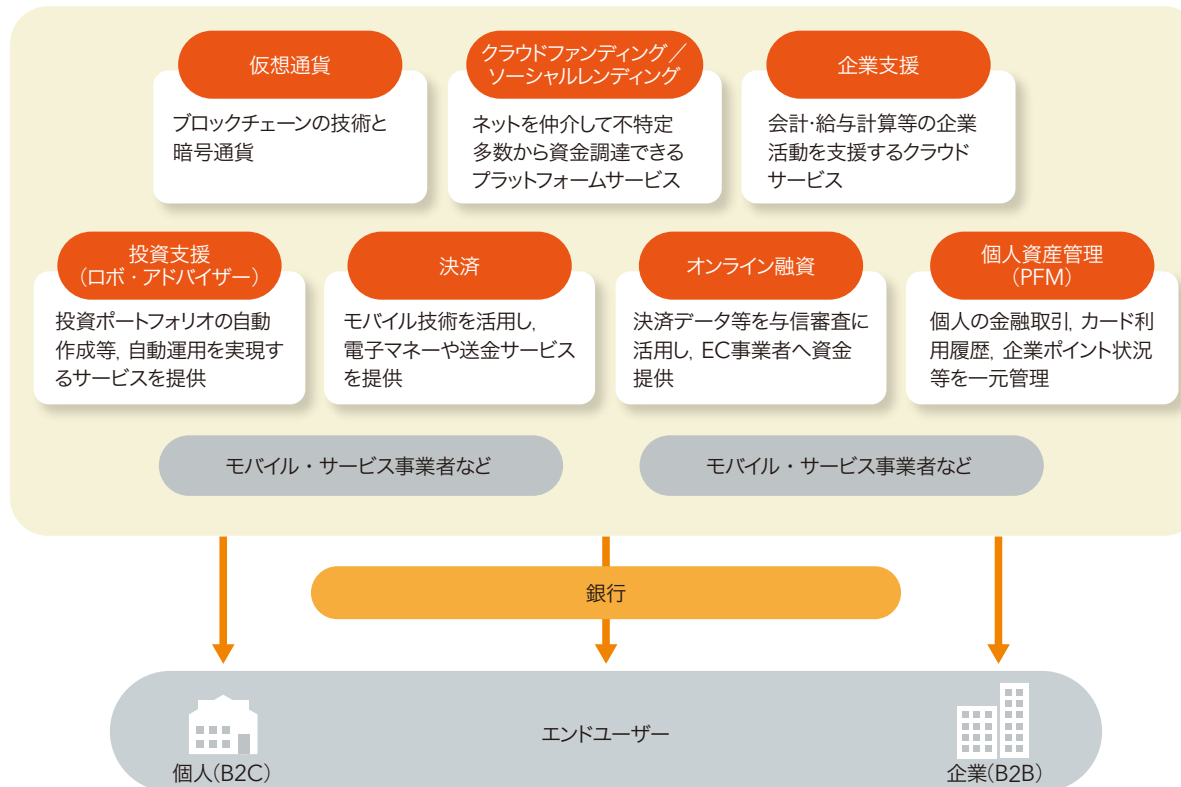 仮想通貨
ブロックチェーンの技術と
暗号通貨
クラウドファンディング／
ソーシャルレンディング
ネットを仲介して不特定
多数から資金調達できる
プラットフォームサービス
企業支援
会計・給与計算等の企業
活動を支援するクラウド
サービス
投資支援
（ロボ・アドバイザー）
投資ポートフォリオの自動
作成等, 自動運用を実現す
るサービスを提供
決済
モバイル技術を活用し,
電子マネーや送金サービス
を提供
オンライン融資
決済データ等を与信審査に
活用し, EC事業者へ資金
提供
個人資産管理
（PFM）
個人の金融取引, カード利
用履歴, 企業ポイント状況
等を一元管理
モバイル・サービス事業者など
モバイル・サービス事業者など
銀行
エンドユーザー
個人(B2C)
企業(B2B)